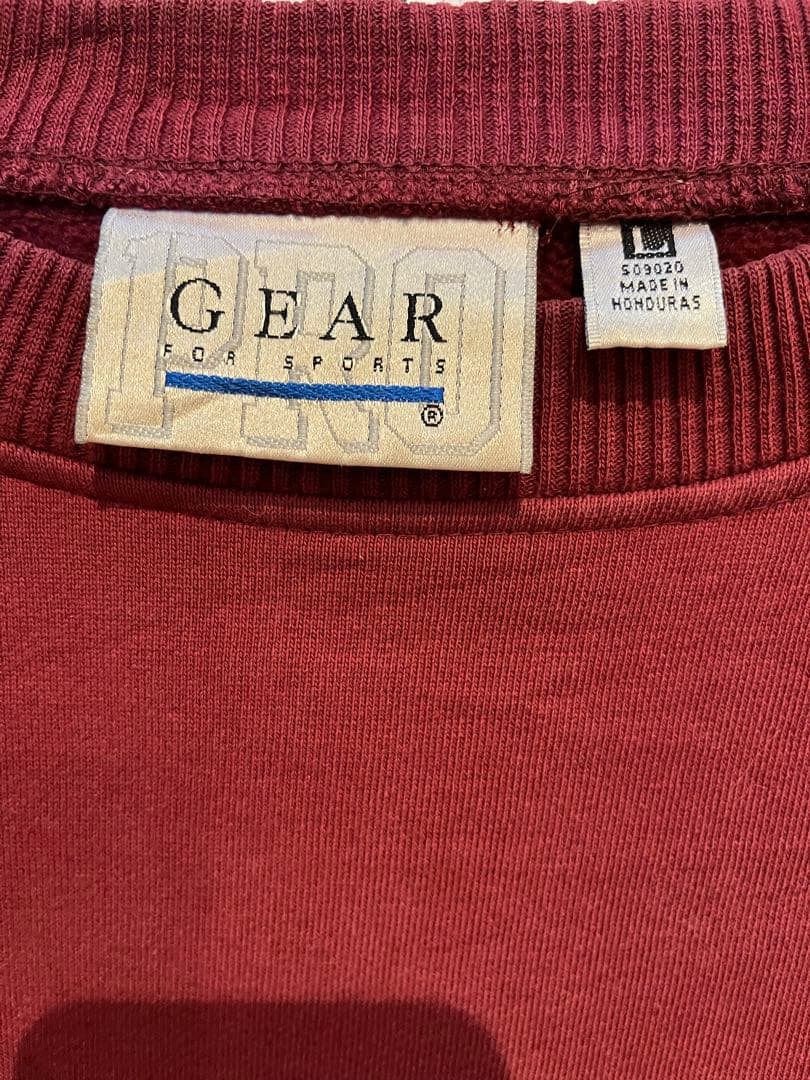 PRO
GEAR
FOR SPORTS
®
L
S09020
MADE IN
HONDURAS